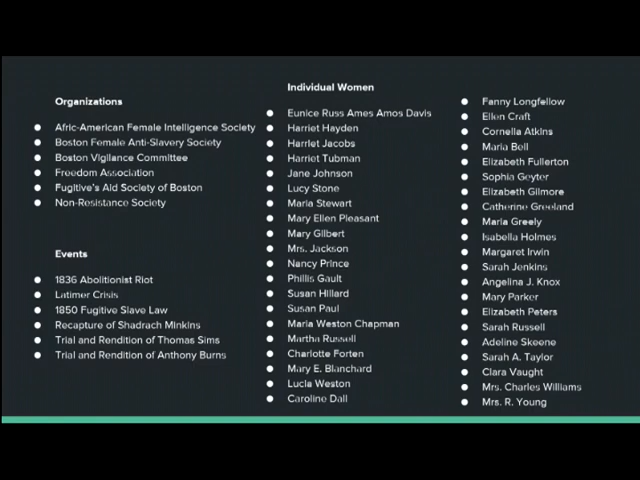 Organizations
Afric-American Female Intelligence Society
Boston Female Anti-Slavery Society
Boston Vigilance Committee
Freedom Association
Fugitive's Aid Society of Boston
Non-Resistance Society
Events
1836 Abolitionist Riot
Latimer Crisis
1850 Fugitive Slave Law
Recapture of Shadrach Minkins
Trial and Rendition of Thomas Sims
Trial and Rendition of Anthony Burns
Individual Women
Eunice Russ Ames Amos Davis
Harriet Hayden
Harriet Jacobs
Harriet Tubman
Jane Johnson
Lucy Stone
Maria Stewart
Mary Ellen Pleasant
Mary Gilbert
Mrs. Jackson
Nancy Prince
Phillis Gault
Susan Hillard
Susan Paul
Maria Weston Chapman
Martha Russell
Charlotte Forten
Mary E. Blanchard
Lucia Weston
Caroline Dall
Fanny Longfellow
Ellen Craft
Cornelia Atkins
Maria Bell
Elizabeth Fullerton
Sophia Geyter
Elizabeth Gilmore
Catherine Greeland
Maria Greely
Isabella Holmes
Margaret Irwin
Sarah Jenkins
Angelina J. Knox
Mary Parker
Elizabeth Peters
Sarah Russell
Adeline Skeene
Sarah A. Taylor
Clara Vaught
Mrs. Charles Williams
Mrs. R. Young